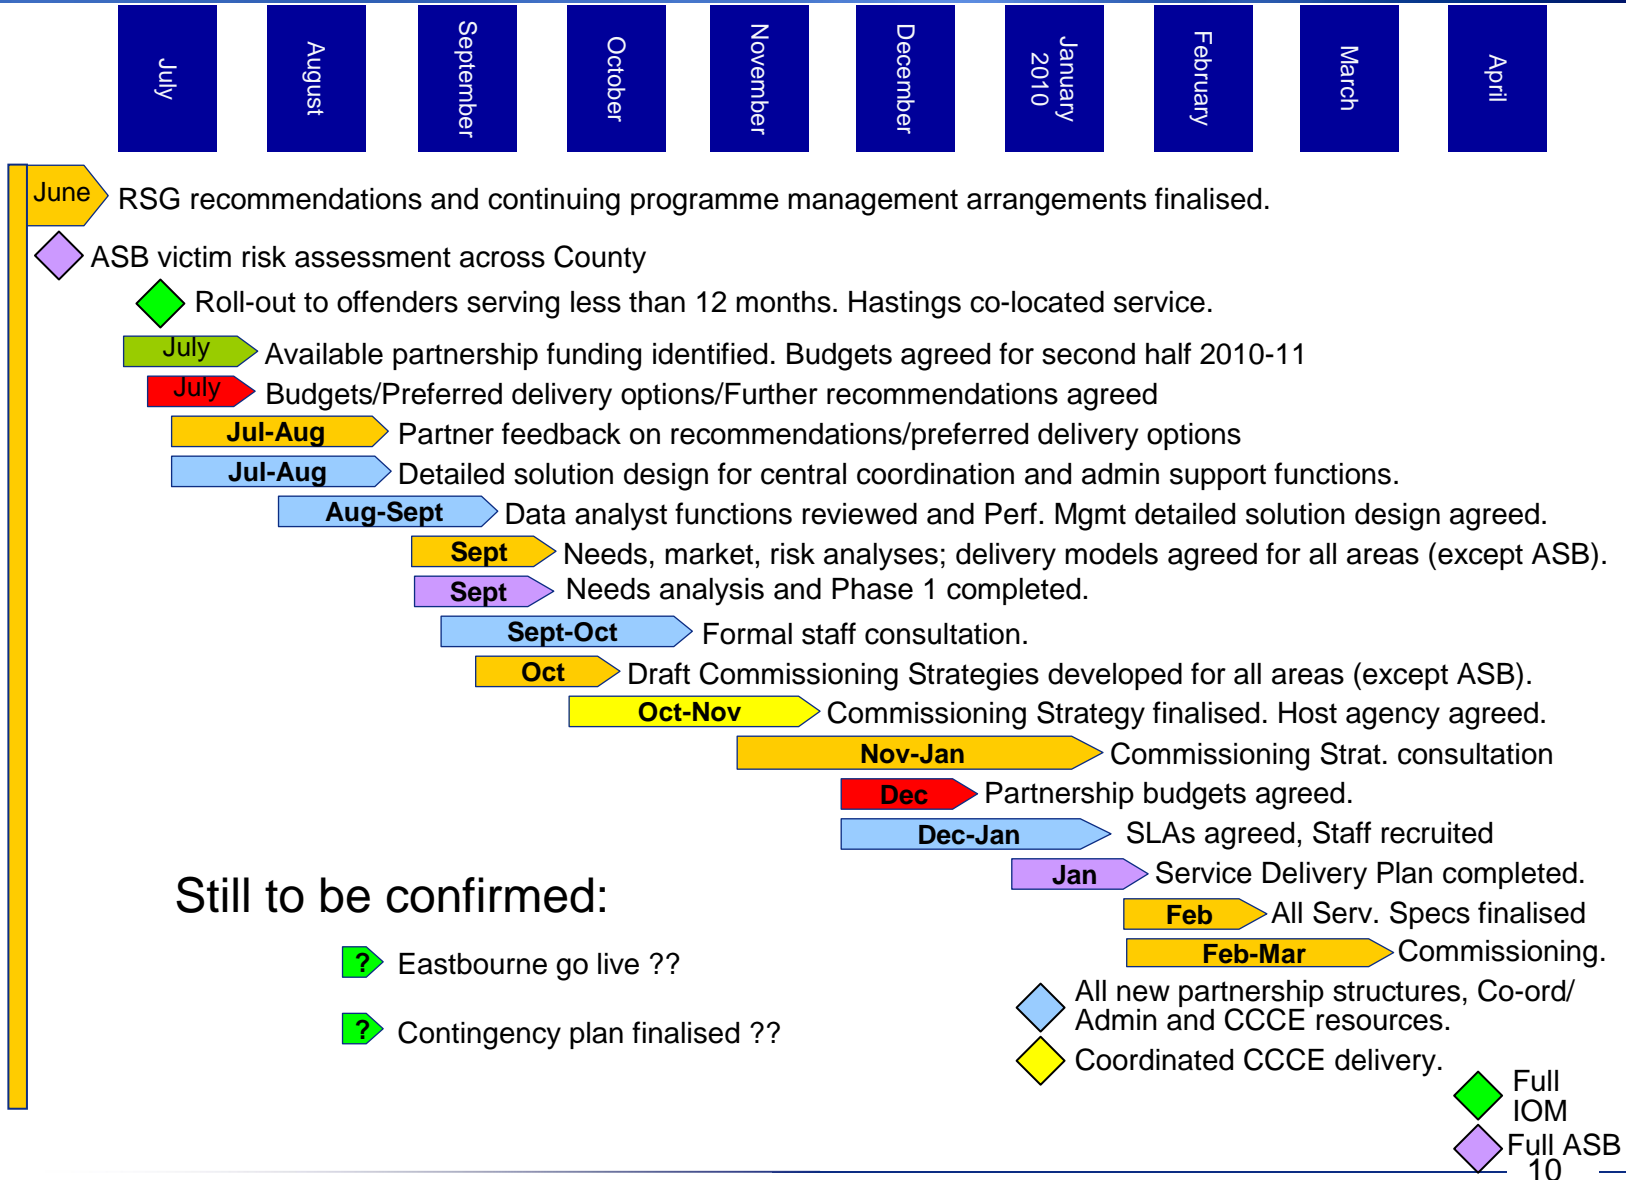 July
August
September
October
November
December
January
2010
February
March
April
June
RSG recommendations and continuing programme management arrangements finalised.
ASB victim risk assessment across County
Roll-out to offenders serving less than 12 months. Hastings co-located service.
July
Available partnership funding identified. Budgets agreed for second half 2010-11
July
Budgets/Preferred delivery options/Further recommendations agreed
Jul-Aug
Partner feedback on recommendations/preferred delivery options
Jul-Aug
Detailed solution design for central coordination and admin support functions.
Aug-Sept
Data analyst functions reviewed and Perf. Mgmt detailed solution design agreed.
Sept
Needs, market, risk analyses; delivery models agreed for all areas (except ASB).
Sept
Needs analysis and Phase 1 completed.
Sept-Oct
Formal staff consultation.
Oct
Draft Commissioning Strategies developed for all areas (except ASB).
Oct-Nov
Commissioning Strategy finalised. Host agency agreed.
Nov-Jan
Commissioning Strat. consultation
Dec
Partnership budgets agreed.
Dec-Jan
SLAs agreed, Staff recruited
Jan
Service Delivery Plan completed.
Feb
All Serv. Specs finalised
Feb-Mar
Commissioning.
Still to be confirmed:
?
Eastbourne go live ??
?
Contingency plan finalised ??
All new partnership structures, Co-ord/
Admin and CCCE resources.
Coordinated CCCE delivery.
Full
IOM
Full ASB
10